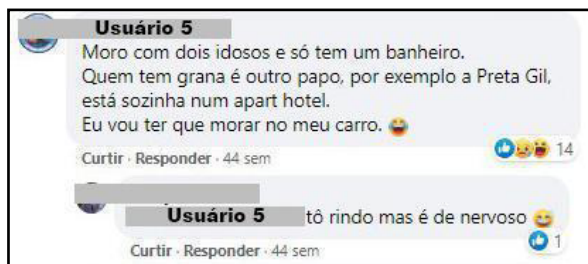 Usuário 5
Moro com dois idosos e só tem um banheiro.
Quem tem grana é outro papo, por exemplo a Preta Gil,
está sozinha num apart hotel.
Eu vou ter que morar no meu carro. 😂
Curtir · Responder · 44 sem
14
Usuário 5 tô rindo mas é de nervoso 😅
Curtir · Responder · 44 sem
1